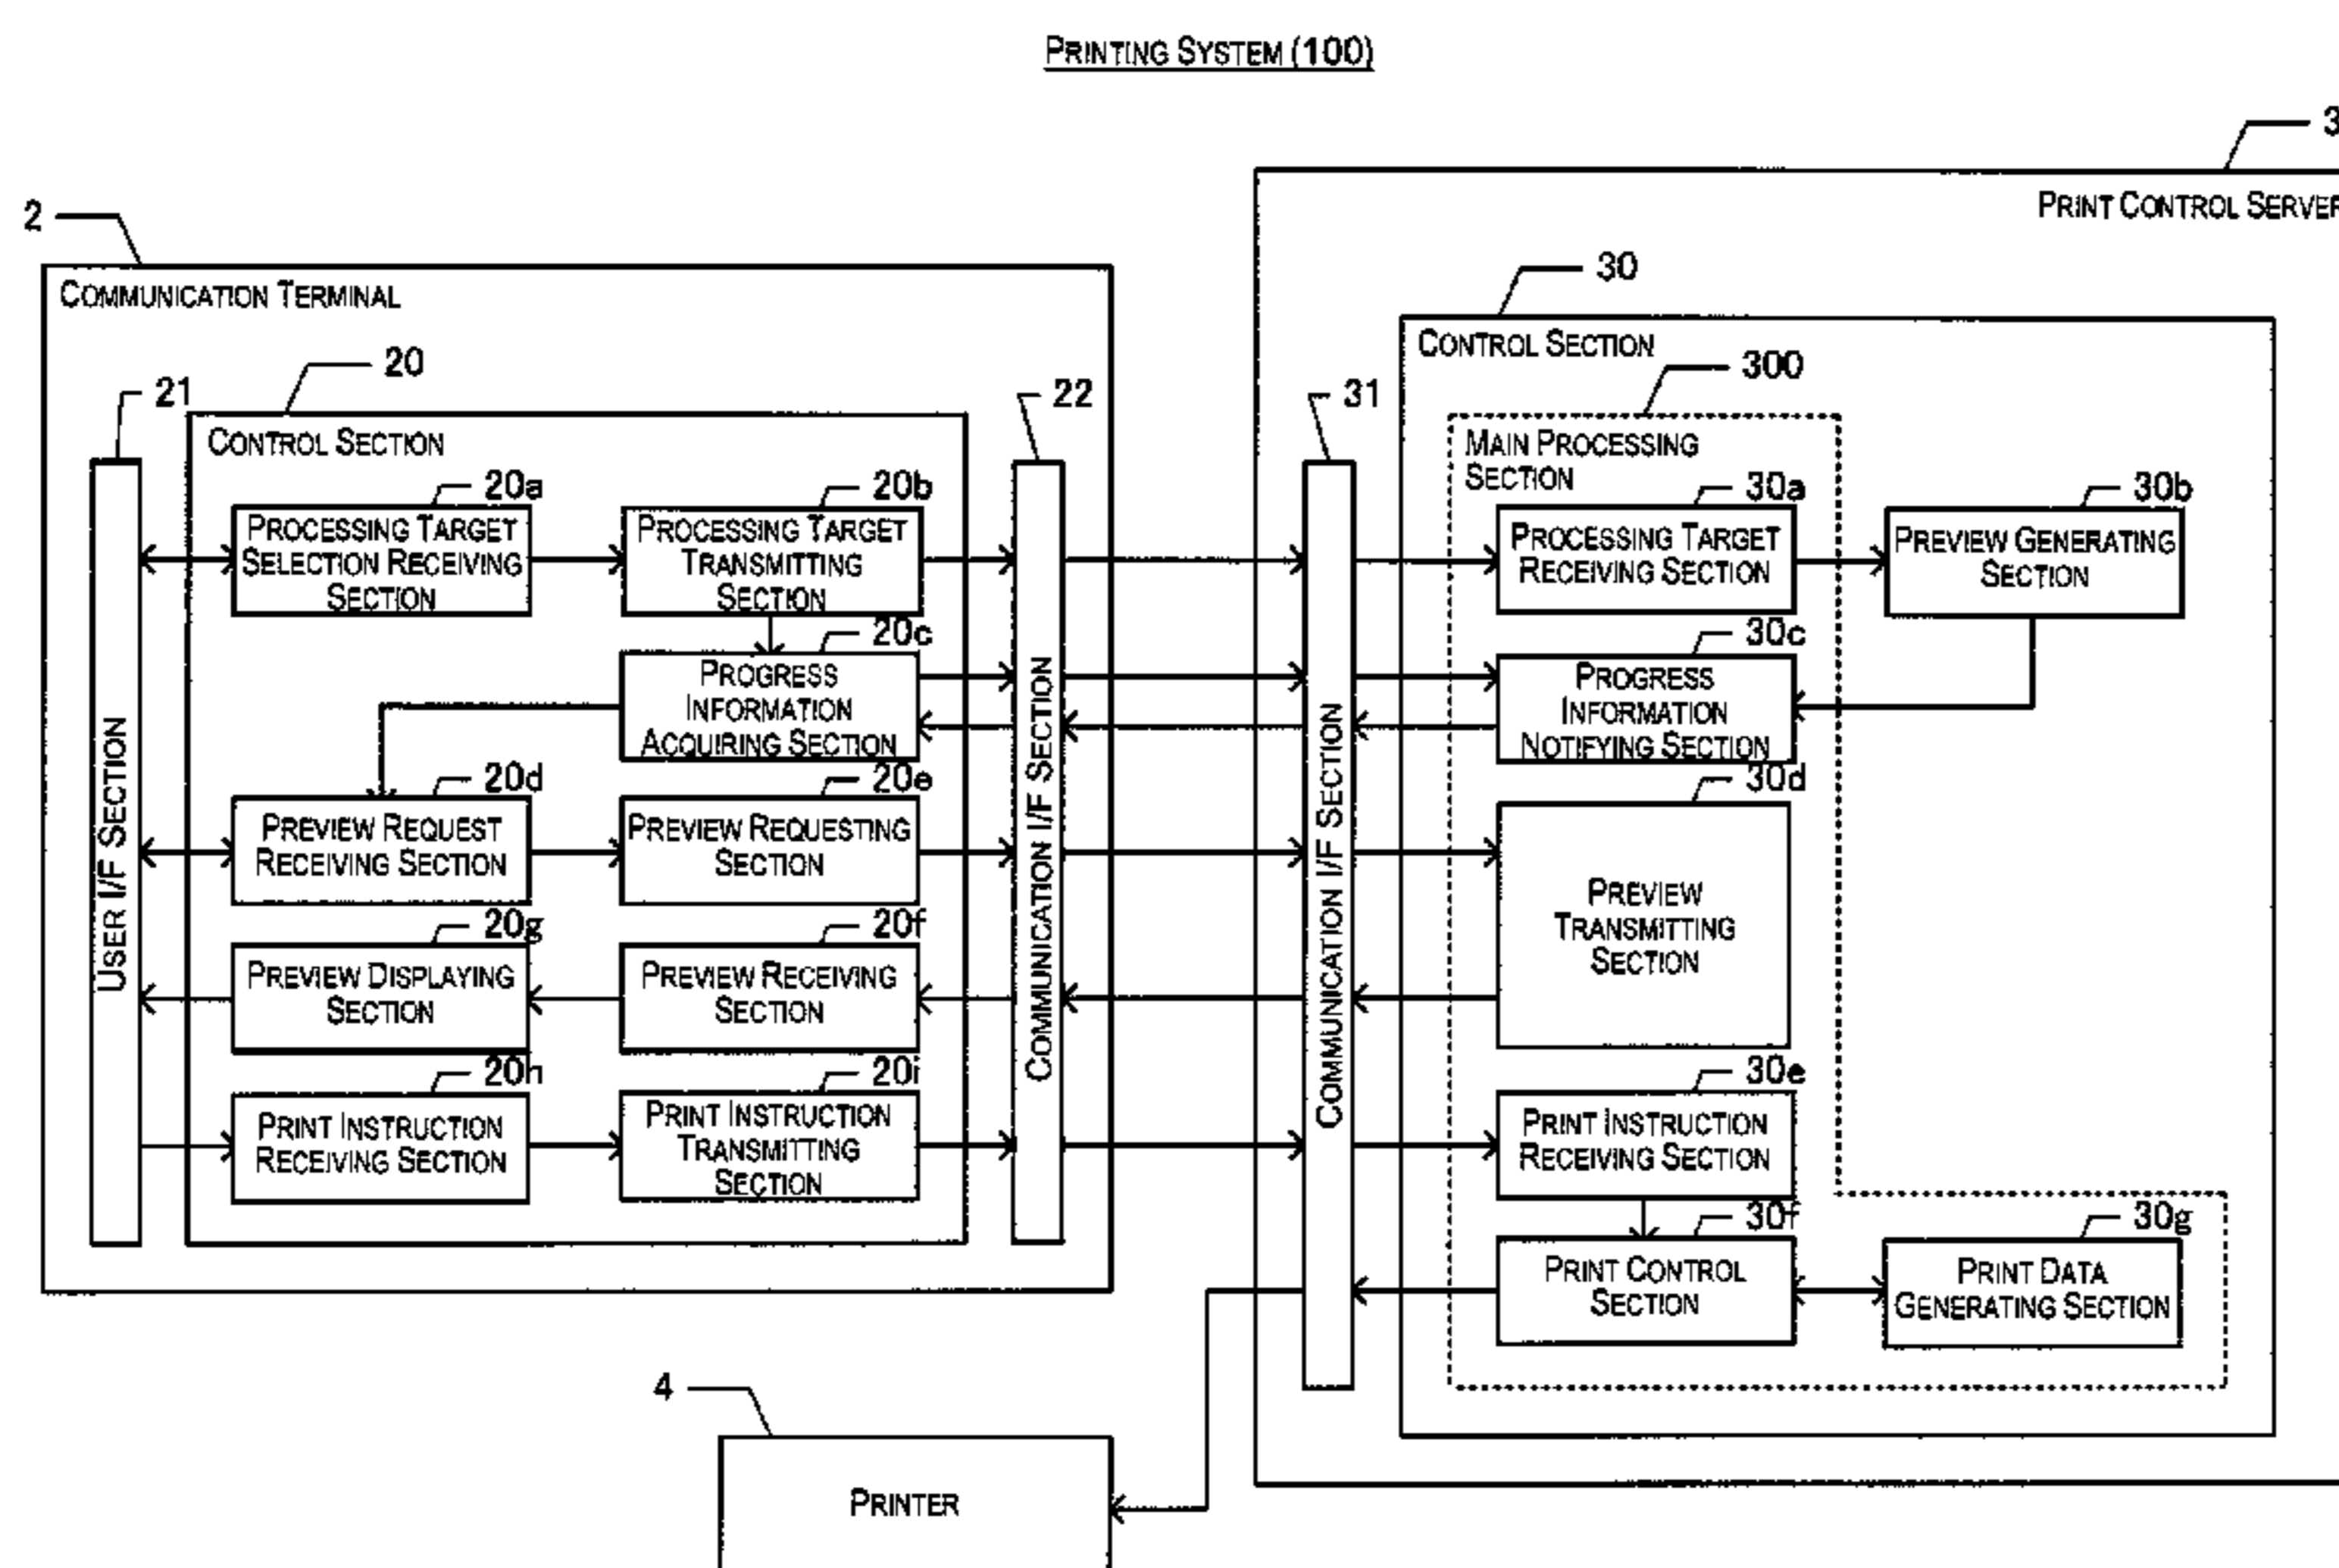 PRINTING SYSTEM (100)
3
PRINT CONTROL SERVER
2
COMMUNICATION TERMINAL
30
CONTROL SECTION
20
300
21
22
31
CONTROL SECTION
MAIN PROCESSING
SECTION
20a
20b
30a
30b
PROCESSING TARGET
SELECTION RECEIVING
SECTION
PROCESSING TARGET
TRANSMITTING
SECTION
PROCESSING TARGET
RECEIVING SECTION
PREVIEW GENERATING
SECTION
20c
30c
PROGRESS
INFORMATION
ACQUIRING SECTION
PROGRESS
INFORMATION
NOTIFYING SECTION
USER I/F SECTION
COMMUNICATION I/F SECTION
COMMUNICATION I/F SECTION
20d
20e
30d
PREVIEW REQUEST
RECEIVING SECTION
PREVIEW REQUESTING
SECTION
PREVIEW
TRANSMITTING
SECTION
20g
20f
PREVIEW DISPLAYING
SECTION
PREVIEW RECEIVING
SECTION
20h
20i
30e
PRINT INSTRUCTION
RECEIVING SECTION
PRINT INSTRUCTION
TRANSMITTING
SECTION
PRINT INSTRUCTION
RECEIVING SECTION
30f
30g
PRINT CONTROL
SECTION
PRINT DATA
GENERATING SECTION
4
PRINTER